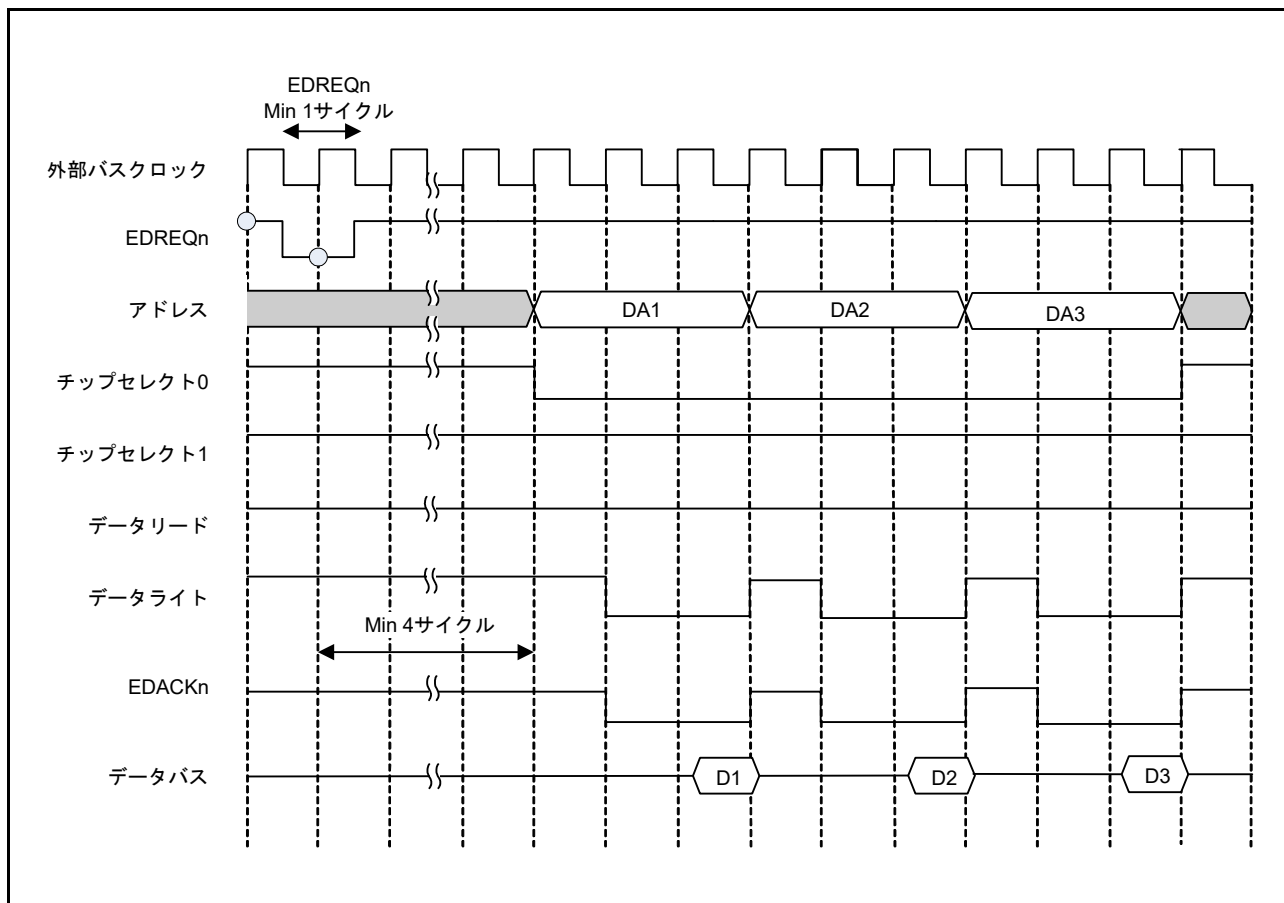 EDREQn
Min 1サイクル
外部バスクロック
EDREQn
アドレス
DA1
DA2
DA3
チップセレクト0
チップセレクト1
データリード
データライト
Min 4サイクル
EDACKn
データバス
D1
D2
D3